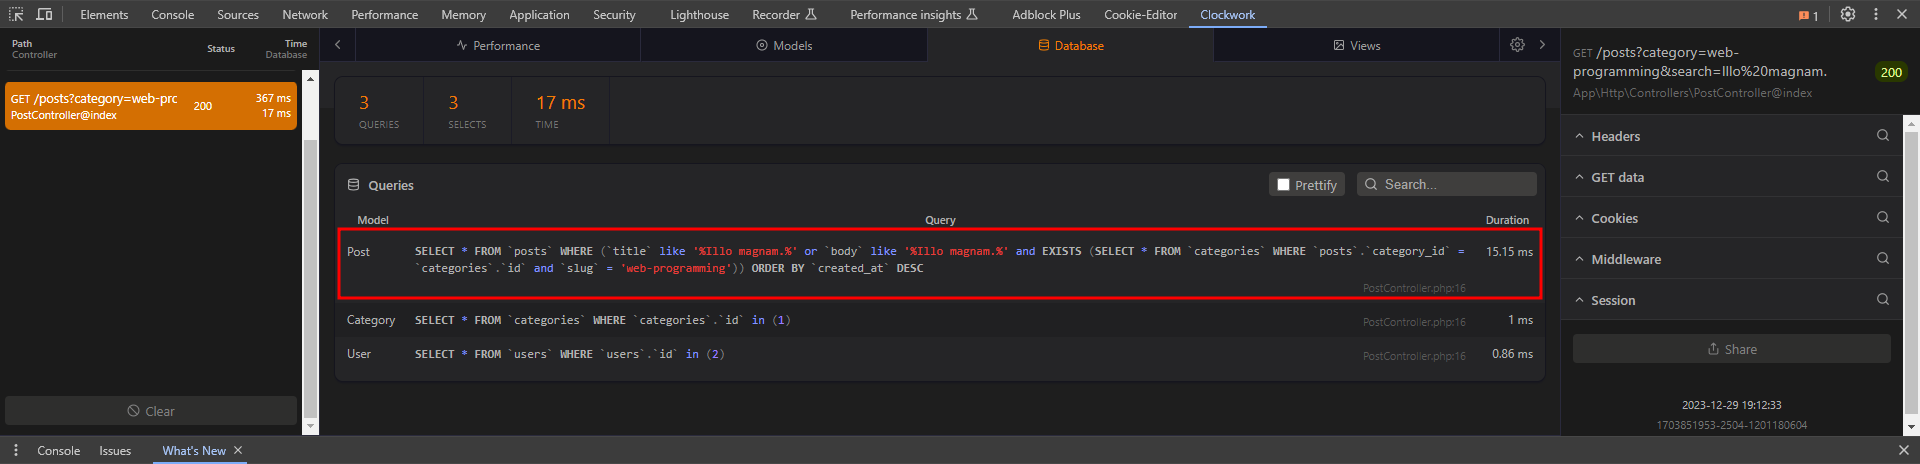 Elements Console Sources Network Performance Memory Application Security Lighthouse Recorder Performance insights Adblock Plus Cookie-Editor Clockwork 1
Path
Controller
Status
Time
Database
GET /posts?category=web-prc
PostController@index
200
367 ms
17 ms
Clear
Performance Models Database Views
3
QUERIES
3
SELECTS
17 ms
TIME
Queries
Prettify
Search...
Model Query Duration
Post SELECT * FROM `posts` WHERE (`title` like '%Illo magnam.%' or `body` like '%Illo magnam.%' and EXISTS (SELECT * FROM `categories` WHERE `posts`.`category_id` = 15.15 ms
`categories`.`id` and `slug` = 'web-programming')) ORDER BY `created_at` DESC
PostController.php:16
Category SELECT * FROM `categories` WHERE `categories`.`id` in (1) PostController.php:16 1 ms
User SELECT * FROM `users` WHERE `users`.`id` in (2) PostController.php:16 0.86 ms
GET /posts?category=web-
programming&search=Illo%20magnam.
200
App\Http\Controllers\PostController@index
Headers
GET data
Cookies
Middleware
Session
Share
2023-12-29 19:12:33
1703851953-2504-1201180604
Console Issues What's New